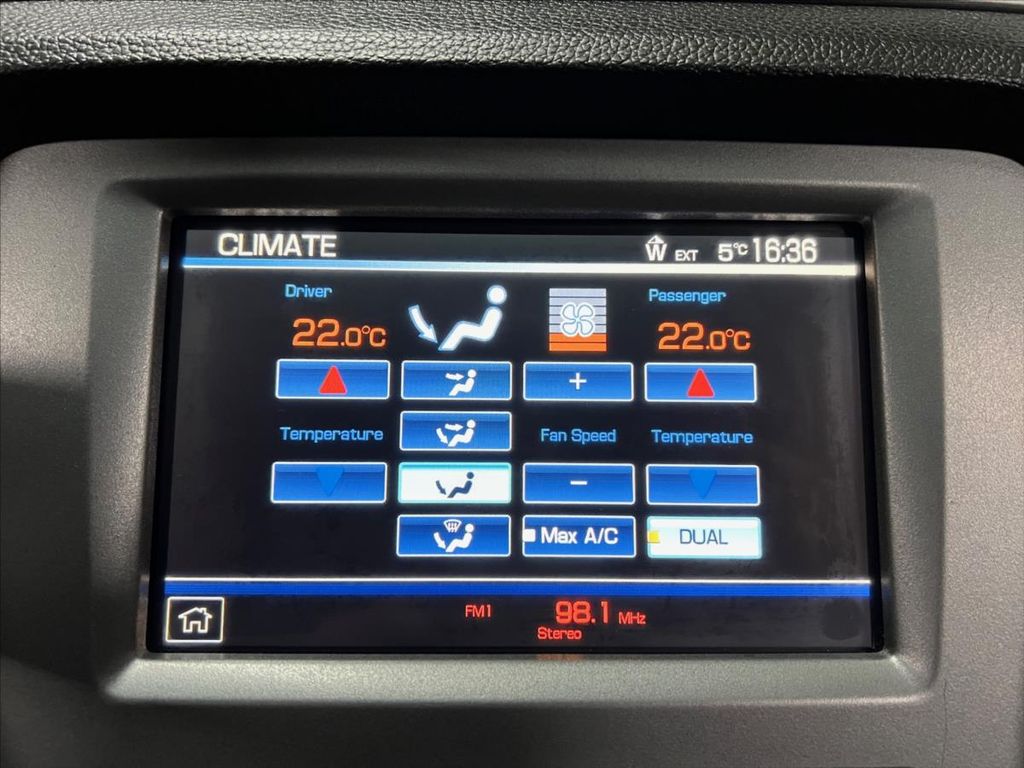 CLIMATE
W EXT 5°C 16:36
Driver
Passenger
22.0°C
22.0°C
+
Temperature
Fan Speed
Temperature
-
Max A/C
DUAL
FM1
98.1 MHz
Stereo